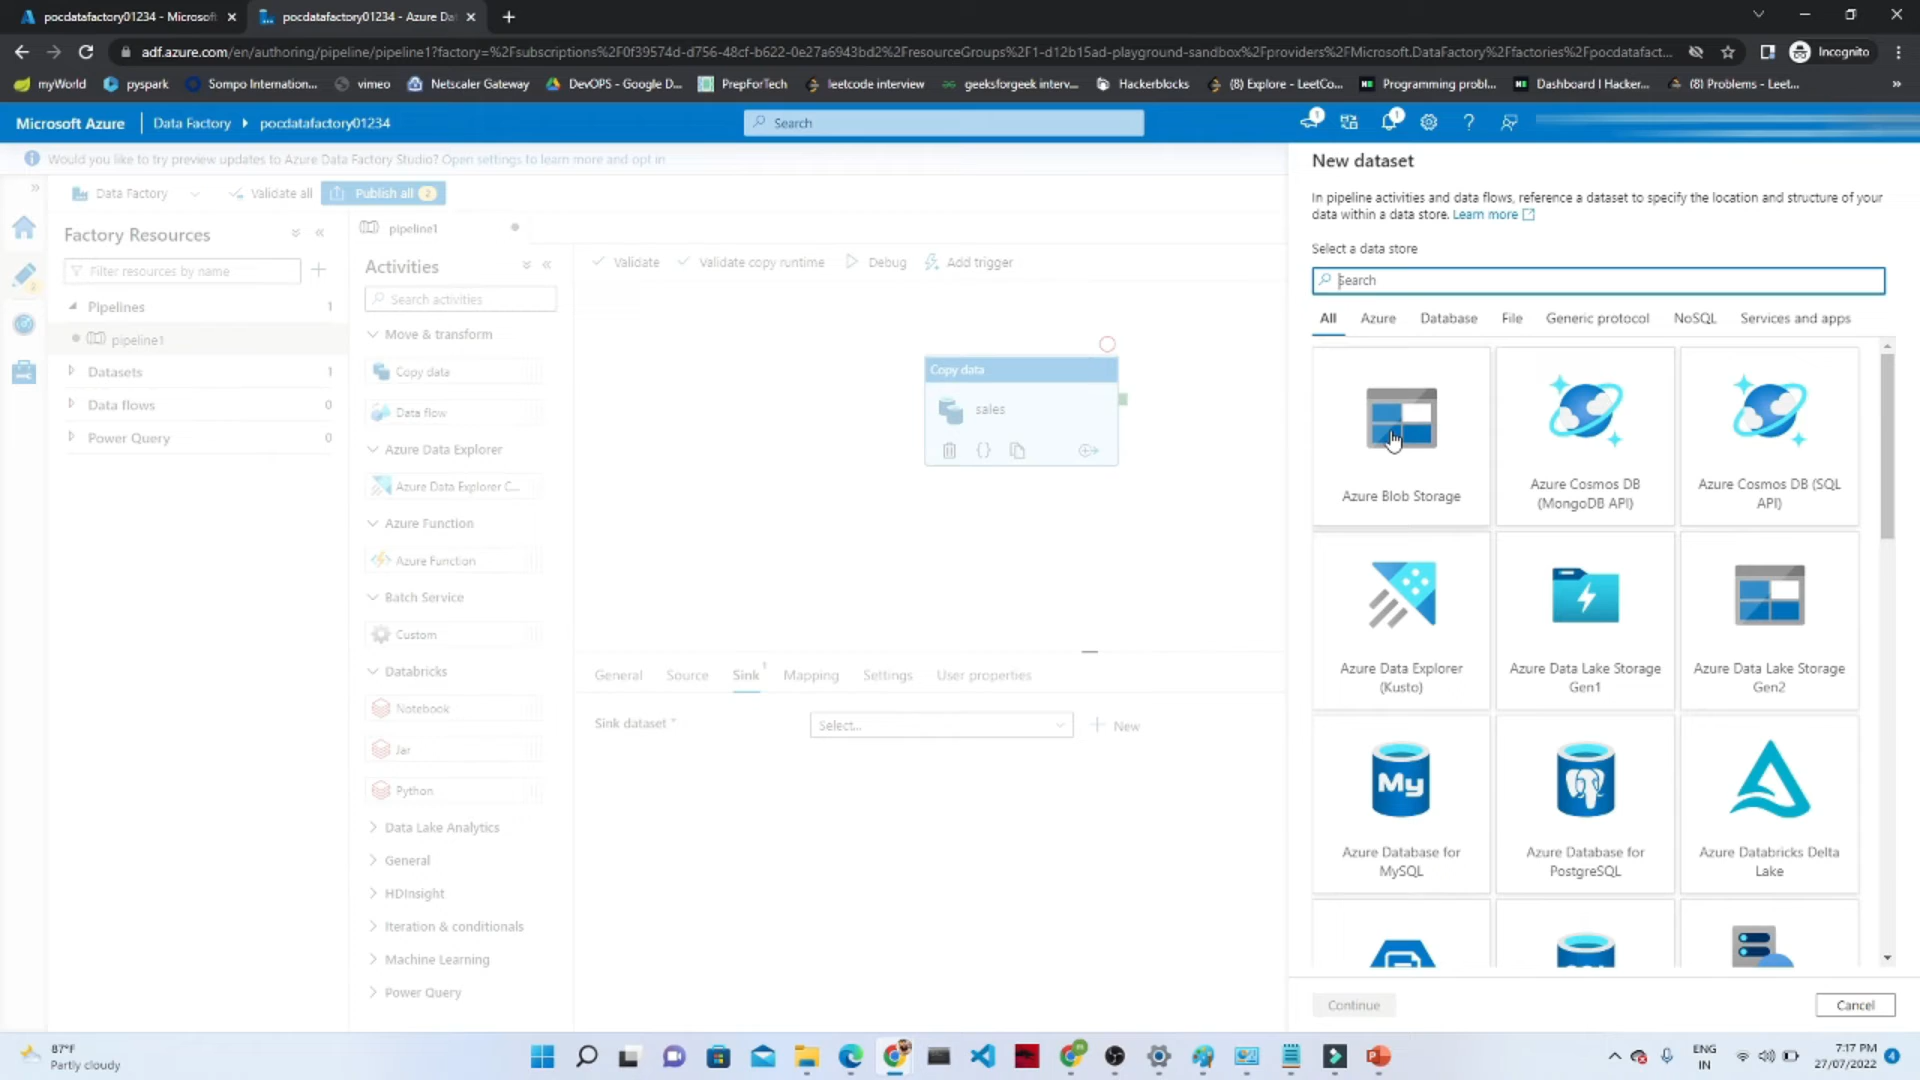 pocdatafactory01234 - Microsoft
pocdatafactory01234 - Azure Dat
adf.azure.com/en/authoring/pipeline/pipeline1?factory=%2Fsubscriptions%2F0f39574d-d756-48cf-b622-0e27a6943bd2%2FresourceGroups%2F1-d12b15ad-playground-sandbox%2Fproviders%2FMicrosoft.DataFactory%2Ffactories%2Fpocdatafact...
Incognito
myWorld
pyspark
Sompo Internation...
vimeo
Netscaler Gateway
DevOPS - Google D...
PrepForTech
leetcode interview
geeksforgeek interv...
Hackerblocks
(8) Explore - LeetCo...
Programming probl...
Dashboard | Hacker...
(8) Problems - Leet...
»
Microsoft Azure
Data Factory
pocdatafactory01234
Search
1
1
Would you like to try preview updates to Azure Data Factory Studio? Open settings to learn more and opt in
Data Factory
Validate all
Publish all 2
Factory Resources
Filter resources by name
Pipelines 1
pipeline1
Datasets 1
Data flows 0
Power Query 0
pipeline1
Activities
Search activities
Move & transform
Copy data
Data flow
Azure Data Explorer
Azure Data Explorer C...
Azure Function
Azure Function
Batch Service
Custom
Databricks
Notebook
Jar
Python
Data Lake Analytics
General
HDInsight
Iteration & conditionals
Machine Learning
Power Query
Validate
Validate copy runtime
Debug
Add trigger
Copy data
sales
General
Source
Sink 1
Mapping
Settings
User properties
Sink dataset *
Select...
New
New dataset
In pipeline activities and data flows, reference a dataset to specify the location and structure of your
data within a data store. Learn more
Select a data store
Search
All
Azure
Database
File
Generic protocol
NoSQL
Services and apps
Azure Blob Storage
Azure Cosmos DB
(MongoDB API)
Azure Cosmos DB (SQL
API)
Azure Data Explorer
(Kusto)
Azure Data Lake Storage
Gen1
Azure Data Lake Storage
Gen2
My
Azure Database for
MySQL
Azure Database for
PostgreSQL
Azure Databricks Delta
Lake
Continue
Cancel
87°F
Partly cloudy
ENG
IN
7:17 PM
27/07/2022
4